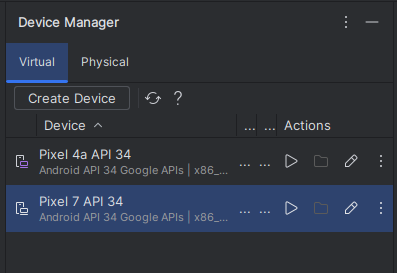 Device Manager
Virtual Physical
Create Device ?
Device ... ... Actions
Pixel 4a API 34
Android API 34 Google APIs | x86_... ... ...
Pixel 7 API 34
Android API 34 Google APIs | x86_... ... ...